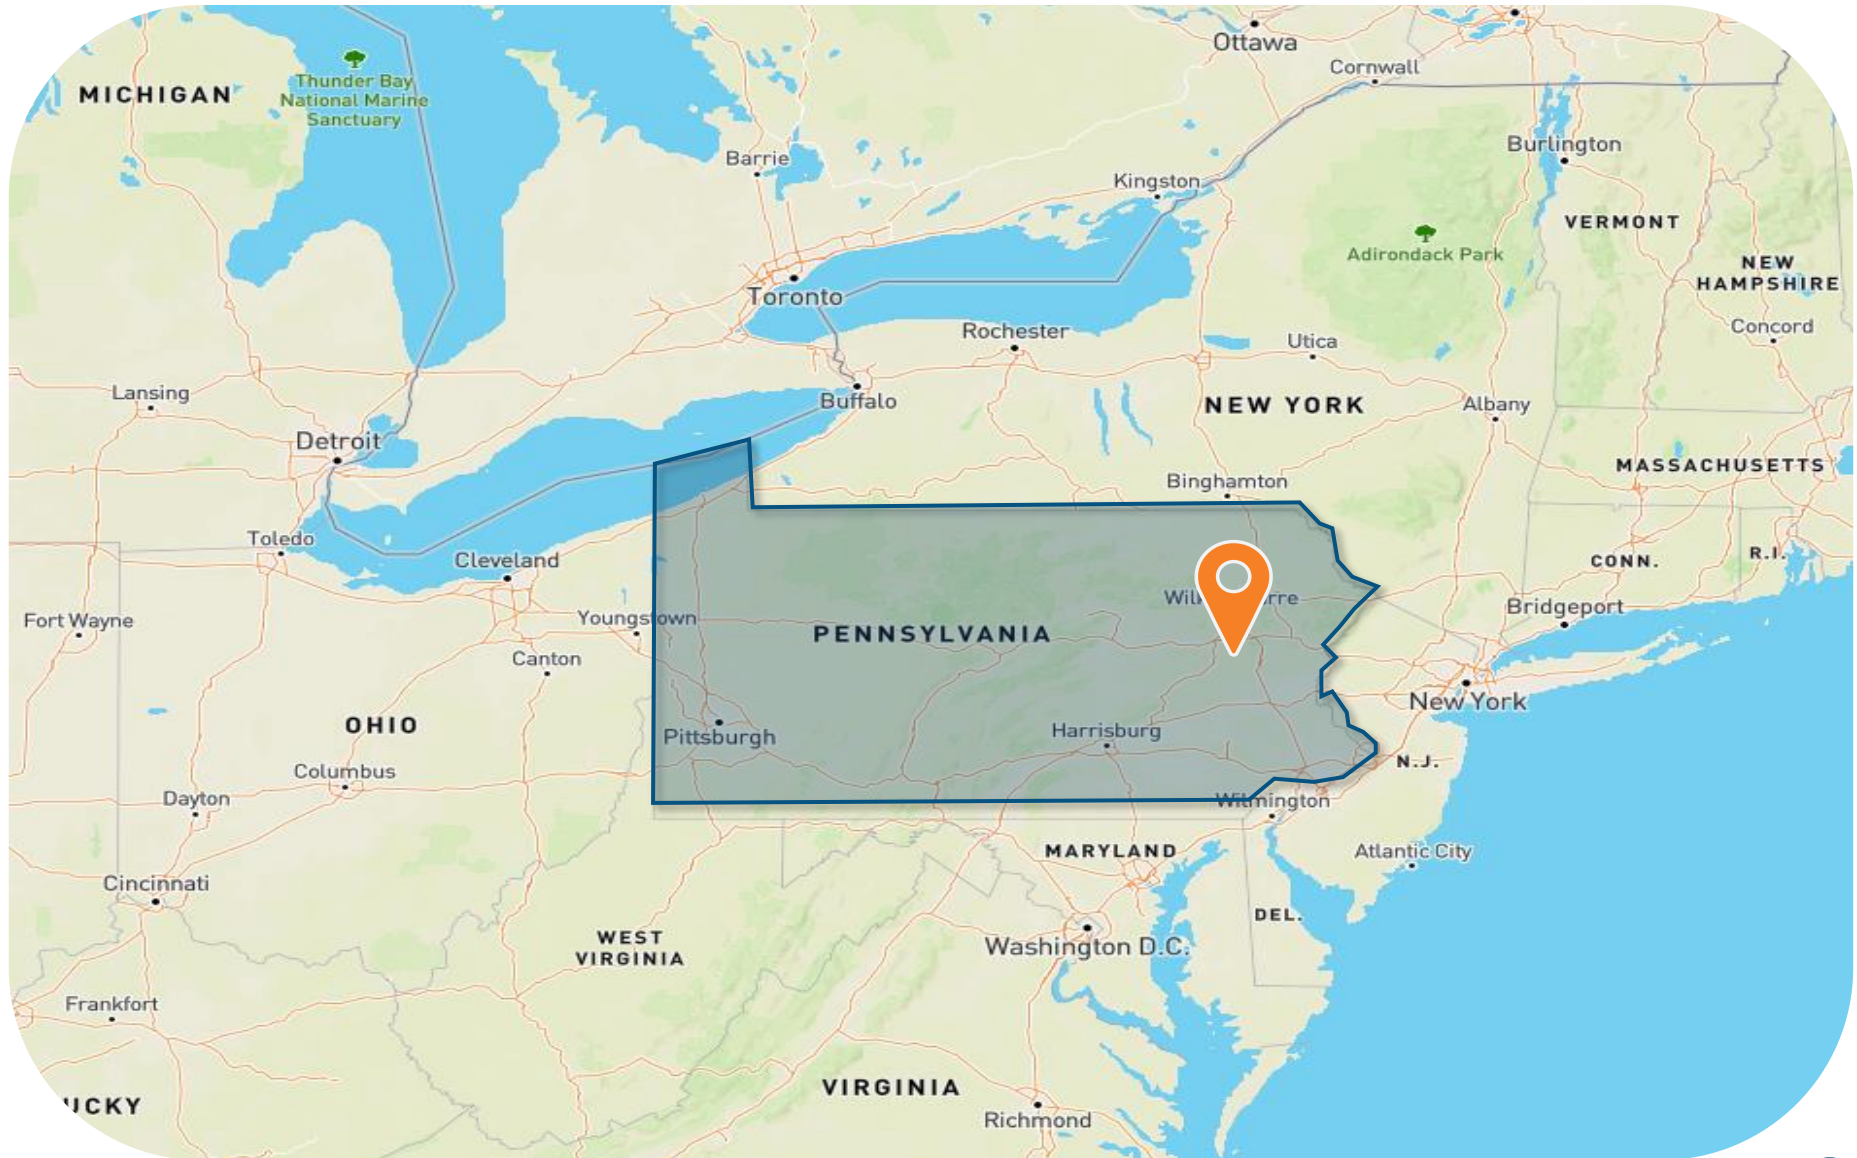 Ottawa
Cornwall
MICHIGAN
Thunder Bay
National Marine
Sanctuary
Burlington
Barrie
Kingston
VERMONT
Adirondack Park
NEW
HAMPSHIRE
Toronto
Rochester
Utica
Concord
Lansing
Buffalo
NEW YORK
Albany
Detroit
MASSACHUSETTS
Binghamton
Toledo
Cleveland
CONN.
R.I.
Fort Wayne
Youngstown
Bridgeport
PENNSYLVANIA
Canton
New York
OHIO
Pittsburgh
Harrisburg
N.J.
Columbus
Dayton
Wilmington
MARYLAND
Atlantic City
Cincinnati
DEL.
WEST
VIRGINIA
Washington D.C.
Frankfort
VIRGINIA
UCKY
Richmond